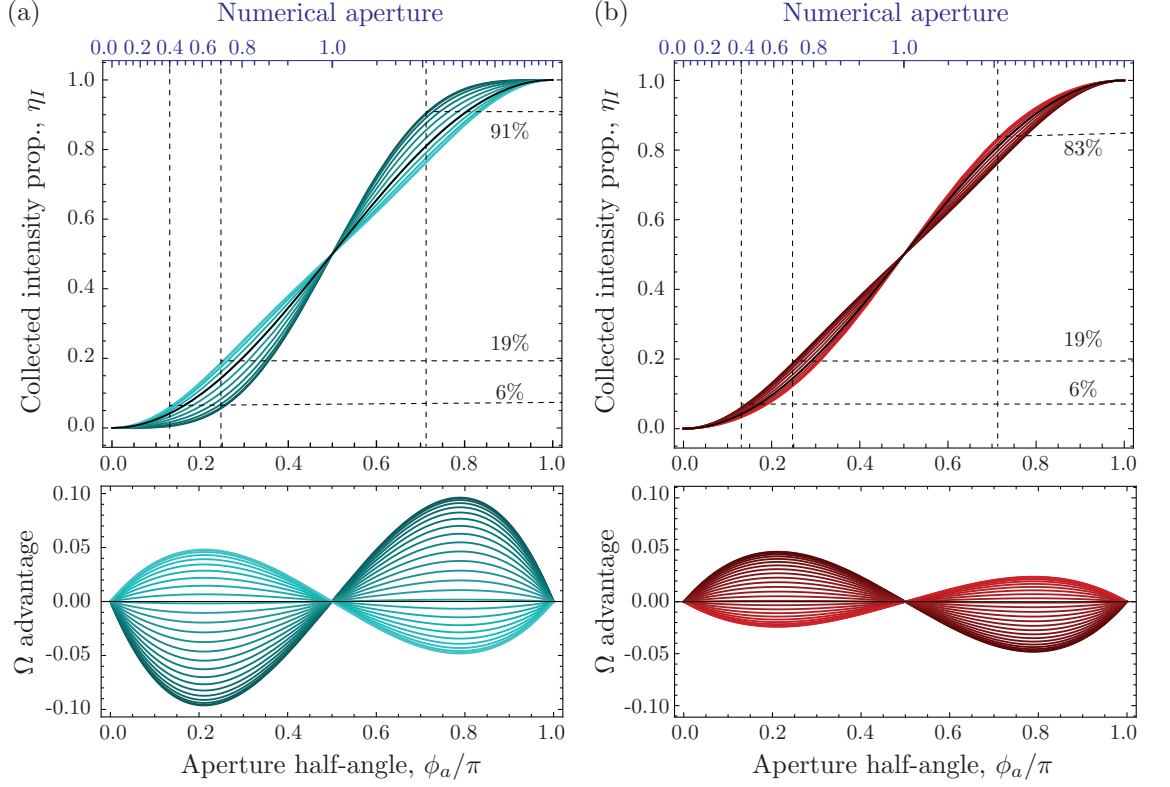 (a)
Numerical aperture
0.0 0.2 0.4 0.6 0.8 1.0
Collected intensity prop., η_I
1.0
0.8
0.6
0.4
0.2
0.0
91%
19%
6%
0.0 0.2 0.4 0.6 0.8 1.0
Ω advantage
0.10
0.05
0.00
-0.05
-0.10
0.0 0.2 0.4 0.6 0.8 1.0
Aperture half-angle, ϕ_a/π
(b)
Numerical aperture
0.0 0.2 0.4 0.6 0.8 1.0
Collected intensity prop., η_I
1.0
0.8
0.6
0.4
0.2
0.0
83%
19%
6%
0.0 0.2 0.4 0.6 0.8 1.0
Ω advantage
0.10
0.05
0.00
-0.05
-0.10
0.0 0.2 0.4 0.6 0.8 1.0
Aperture half-angle, ϕ_a/π